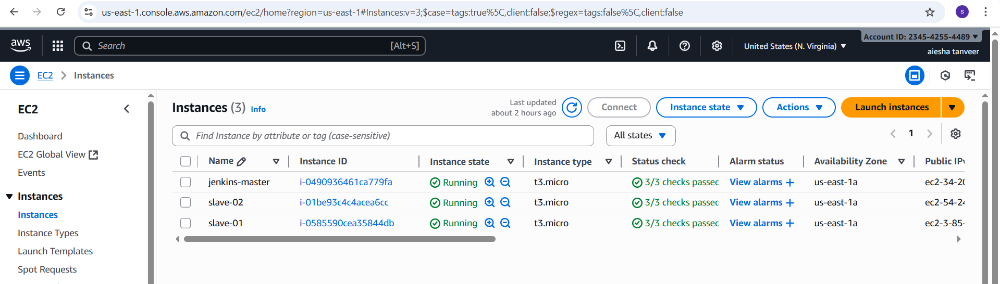 us-east-1.console.aws.amazon.com/ec2/home?region=us-east-1#Instances:v=3;$case=tags:true%5C,client:false;$regex=tags:false%5C,client:false
S
aws
Search
[Alt+S]
United States (N. Virginia)
Account ID: 2345-4255-4489
aiesha tanveer
EC2 > Instances
EC2
Dashboard
EC2 Global View
Events
Instances
Instances
Instance Types
Launch Templates
Spot Requests
Instances (3) Info
Last updated
about 2 hours ago
Connect
Instance state
Actions
Launch instances
Find Instance by attribute or tag (case-sensitive)
All states
1
Name Instance ID Instance state Instance type Status check Alarm status Availability Zone Public IPv
jenkins-master i-0490936461ca779fa Running t3.micro 3/3 checks passed View alarms + us-east-1a ec2-34-20
slave-02 i-01be93c4c4acea6cc Running t3.micro 3/3 checks passed View alarms + us-east-1a ec2-54-24
slave-01 i-0585590cea35844db Running t3.micro 3/3 checks passed View alarms + us-east-1a ec2-3-85-